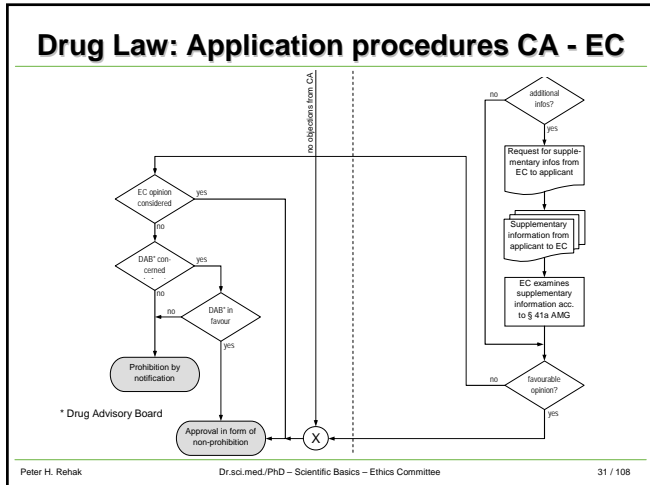 Drug Law: Application procedures CA - EC
no objections from CA
no
additional
infos?
yes
Request for supple-
mentary infos from
EC to applicant
Supplementary
information from
applicant to EC
EC examines
supplementary
information acc.
to § 41a AMG
no
favourable
opinion?
yes
EC opinion
considered
yes
no
DAB* con-
cerned
yes
no
no
DAB* in
favour
yes
Prohibition by
notification
* Drug Advisory Board
Approval in form of
non-prohibition
X
Peter H. Rehak
Dr.sci.med./PhD – Scientific Basics – Ethics Committee
31 / 108